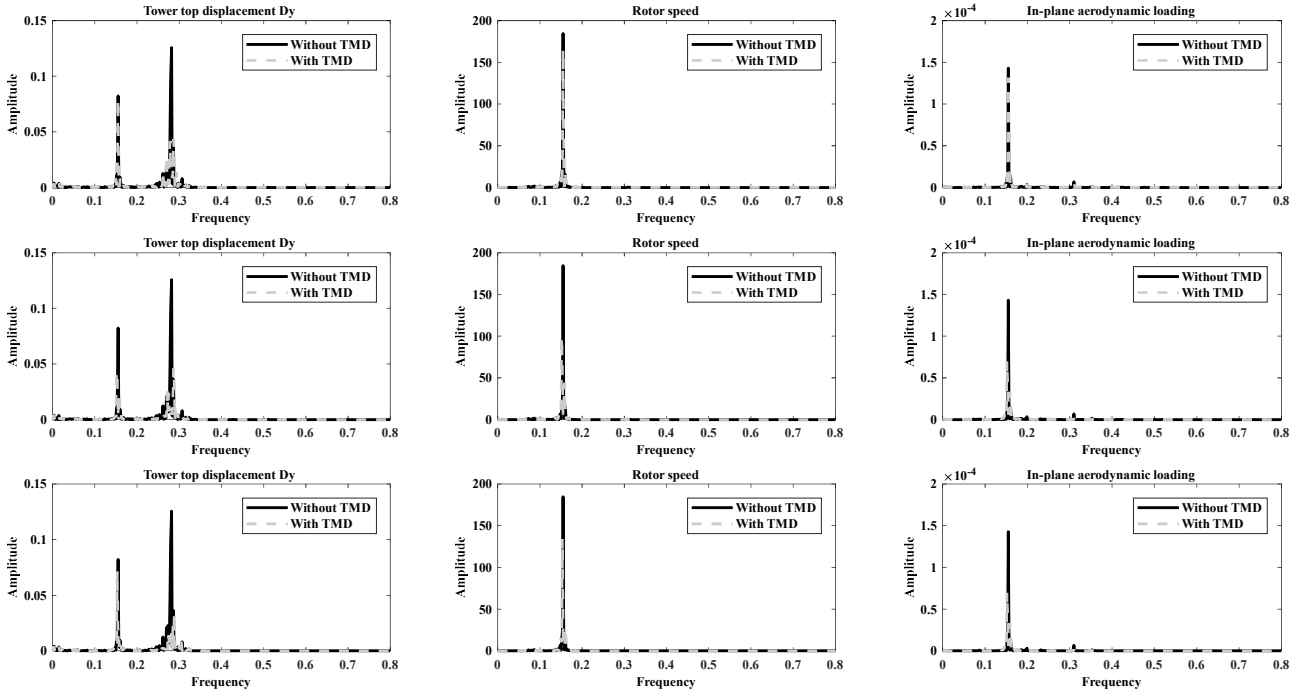 Tower top displacement Dy
0.15
0.1
0.05
0
Amplitude
Without TMD
With TMD
0 0.1 0.2 0.3 0.4 0.5 0.6 0.7 0.8
Frequency
Rotor speed
200
150
100
50
0
Amplitude
Without TMD
With TMD
0 0.1 0.2 0.3 0.4 0.5 0.6 0.7 0.8
Frequency
×10-4
In-plane aerodynamic loading
2
1.5
1
0.5
0
Amplitude
Without TMD
With TMD
0 0.1 0.2 0.3 0.4 0.5 0.6 0.7 0.8
Frequency
Tower top displacement Dy
0.15
0.1
0.05
0
Amplitude
Without TMD
With TMD
0 0.1 0.2 0.3 0.4 0.5 0.6 0.7 0.8
Frequency
Rotor speed
200
150
100
50
0
Amplitude
Without TMD
With TMD
0 0.1 0.2 0.3 0.4 0.5 0.6 0.7 0.8
Frequency
×10-4
In-plane aerodynamic loading
2
1.5
1
0.5
0
Amplitude
Without TMD
With TMD
0 0.1 0.2 0.3 0.4 0.5 0.6 0.7 0.8
Frequency
Tower top displacement Dy
0.15
0.1
0.05
0
Amplitude
Without TMD
With TMD
0 0.1 0.2 0.3 0.4 0.5 0.6 0.7 0.8
Frequency
Rotor speed
200
150
100
50
0
Amplitude
Without TMD
With TMD
0 0.1 0.2 0.3 0.4 0.5 0.6 0.7 0.8
Frequency
×10-4
In-plane aerodynamic loading
2
1.5
1
0.5
0
Amplitude
Without TMD
With TMD
0 0.1 0.2 0.3 0.4 0.5 0.6 0.7 0.8
Frequency